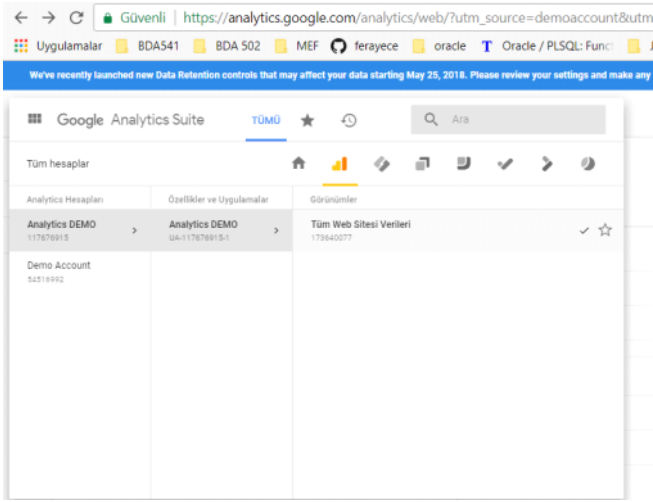 Güvenli | https://analytics.google.com/analytics/web/?utm_source=demoaccount&utm
Uygulamalar BDA541 BDA 502 MEF ferayece oracle T Oracle / PLSQL: Func
We've recently launched new Data Retention controls that may affect your data starting May 25, 2018. Please review your settings and make any
Google Analytics Suite TÜMÜ Ara
Tüm hesaplar
Analytics Hesapları Özellikler ve Uygulamalar Görünümler
Analytics DEMO Analytics DEMO Tüm Web Sitesi Verileri
117676915 UA-117676915-1 173640077
Demo Account
54516992